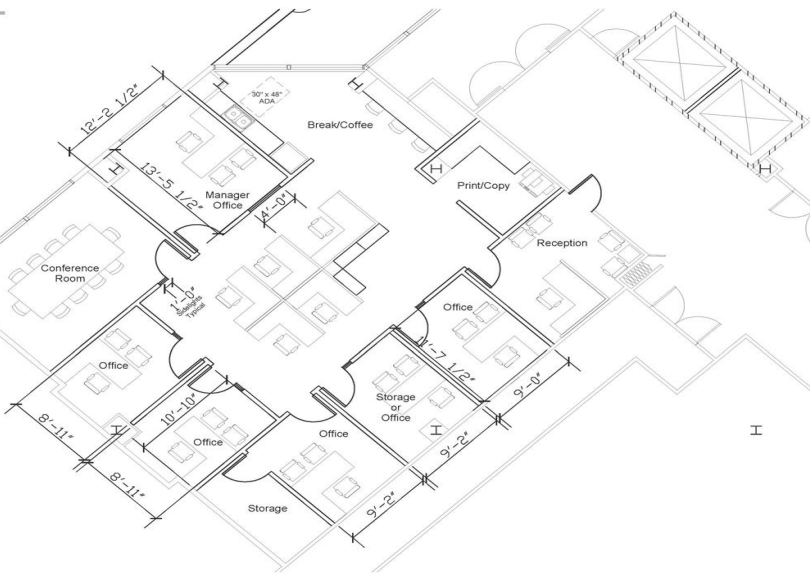 30" x 48"
ADA
Break/Coffee
12'-2 1/2"
13'-5 1/2"
Manager
Office
4'-0"
Print/Copy
Reception
Conference
Room
1'-0"
Sidelights
Typical
Office
11'-7 1/2"
9'-0"
Office
Storage
or
Office
10'-10"
Office
Office
8'-11"
8'-11"
9'-2"
9'-2"
Storage